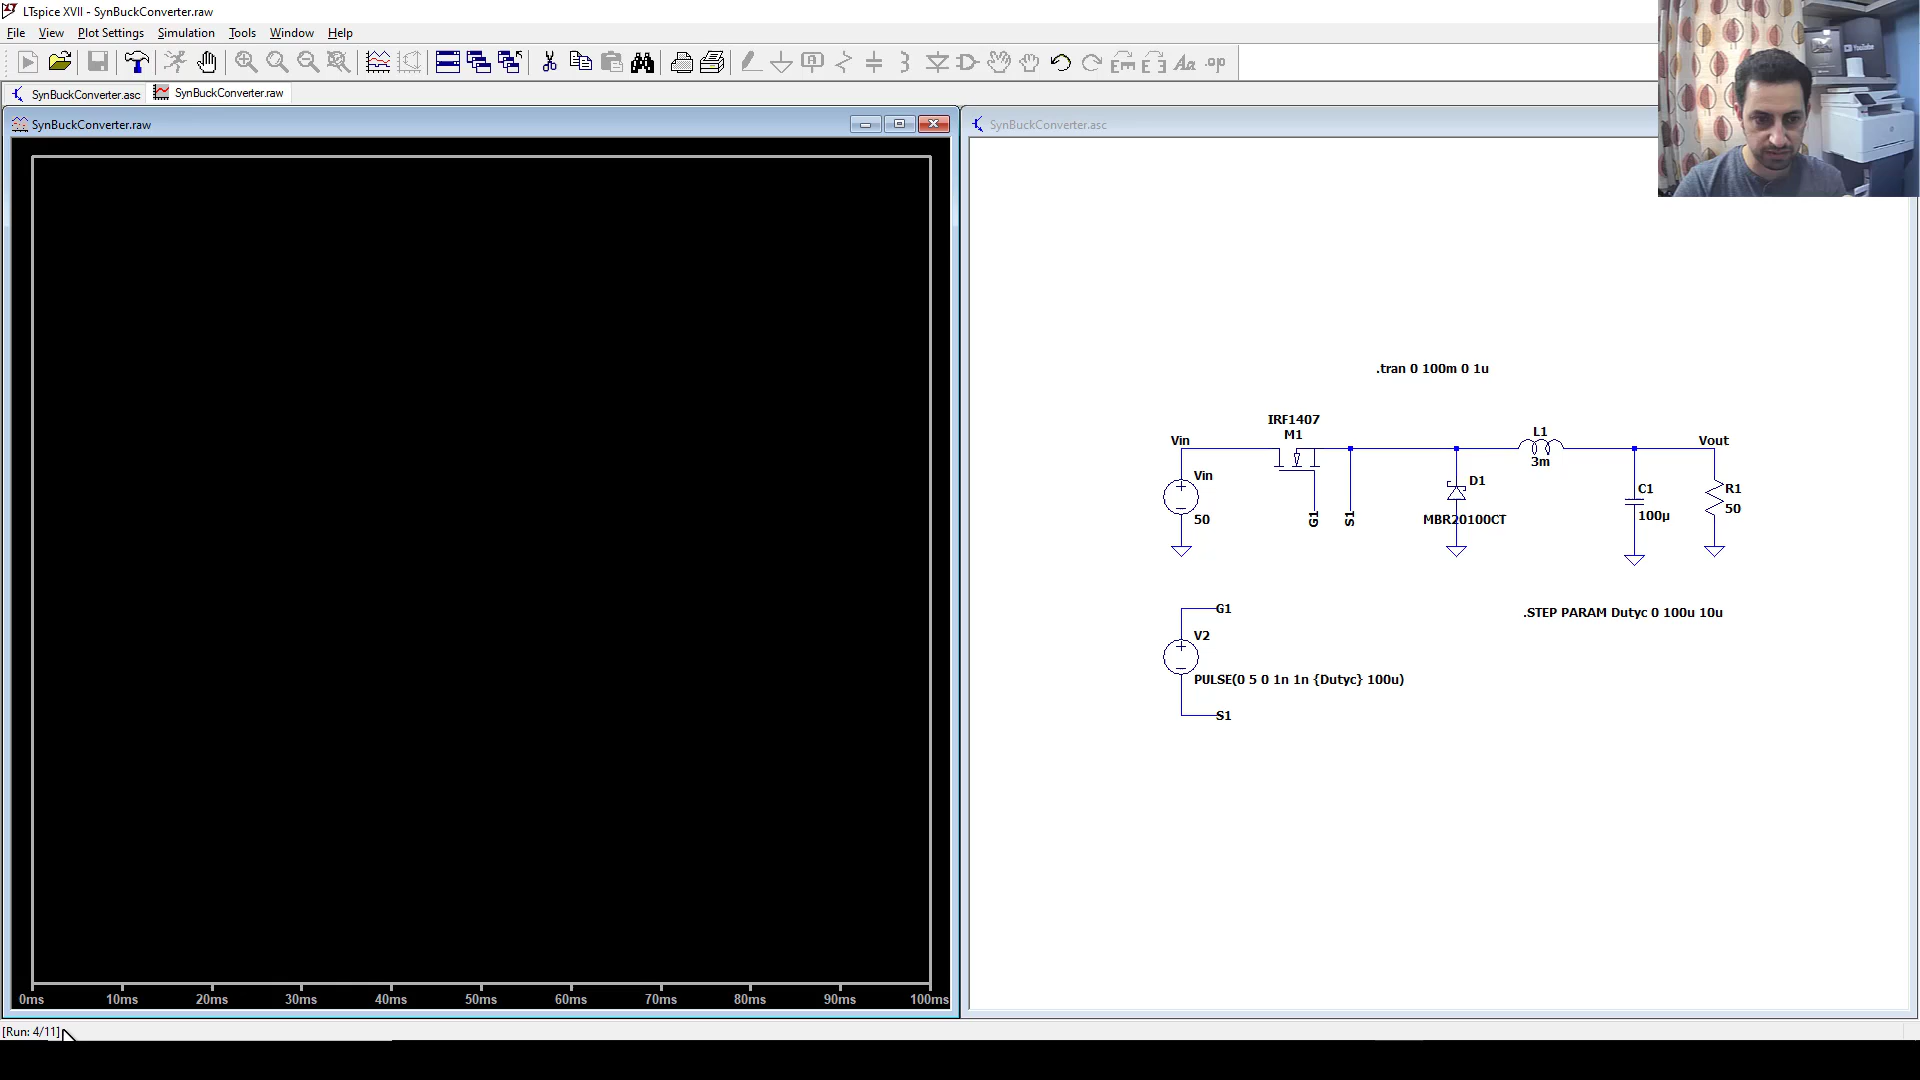 LTspice XVII - SynBuckConverter.raw
File View Plot Settings Simulation Tools Window Help
SynBuckConverter.asc SynBuckConverter.raw
SynBuckConverter.raw
SynBuckConverter.asc
.tran 0 100m 0 1u
IRF1407
M1
Vin
L1
3m
Vout
Vin
50
G1
S1
D1
MBR20100CT
C1
100µ
R1
50
G1
V2
PULSE(0 5 0 1n 1n {Dutyc} 100u)
S1
.STEP PARAM Dutyc 0 100u 10u
0ms 10ms 20ms 30ms 40ms 50ms 60ms 70ms 80ms 90ms 100ms
[Run: 4/11]